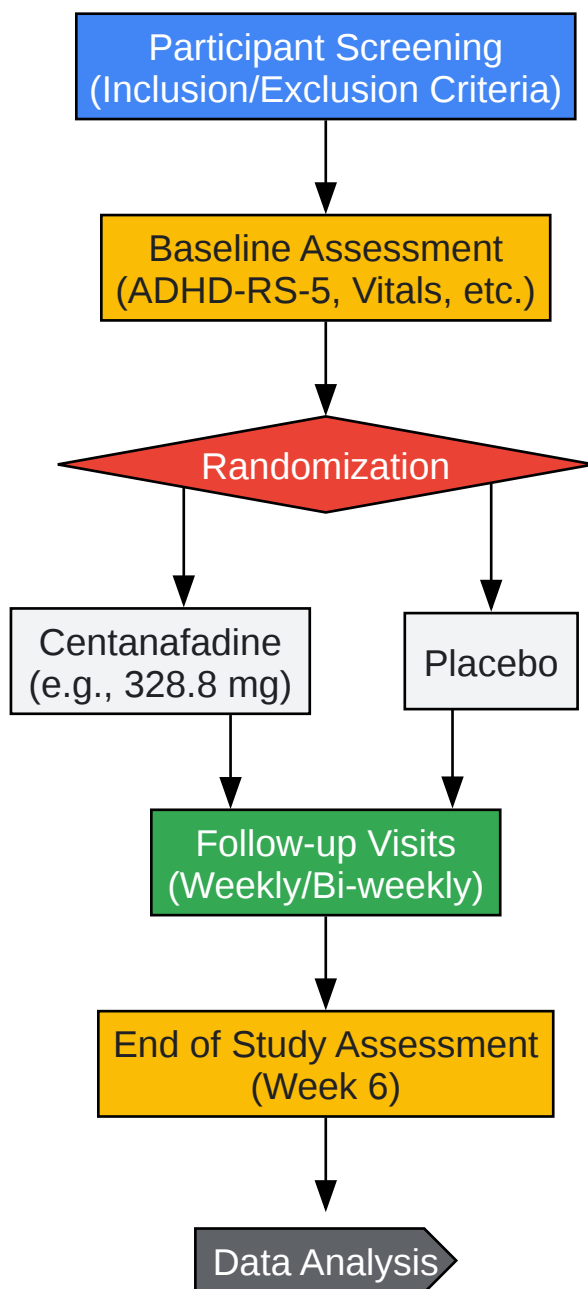 Participant Screening
(Inclusion/Exclusion Criteria)
Baseline Assessment
(ADHD-RS-5, Vitals, etc.)
Randomization
Centanafadine
(e.g., 328.8 mg)
Placebo
Follow-up Visits
(Weekly/Bi-weekly)
End of Study Assessment
(Week 6)
Data Analysis